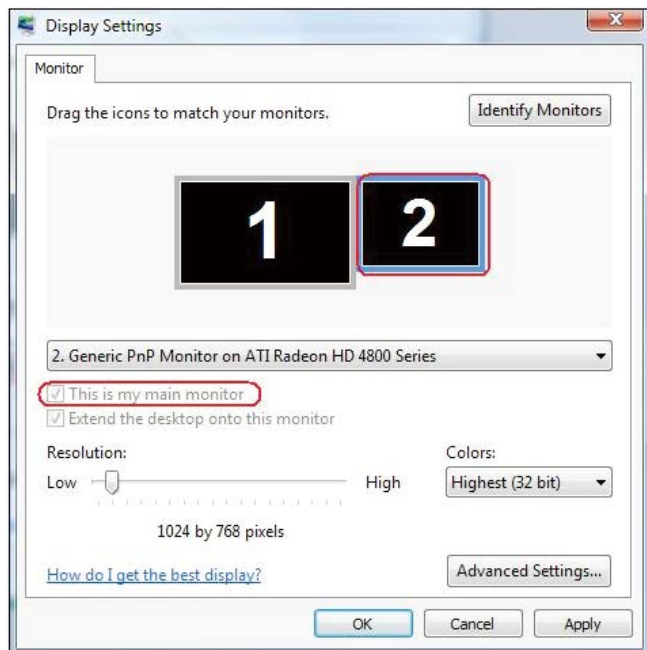 Display Settings
Monitor
Drag the icons to match your monitors.
Identify Monitors
1
2
2. Generic PnP Monitor on ATI Radeon HD 4800 Series
This is my main monitor
Extend the desktop onto this monitor
Resolution:
Colors:
Low
High
Highest (32 bit)
1024 by 768 pixels
How do I get the best display?
Advanced Settings...
OK
Cancel
Apply